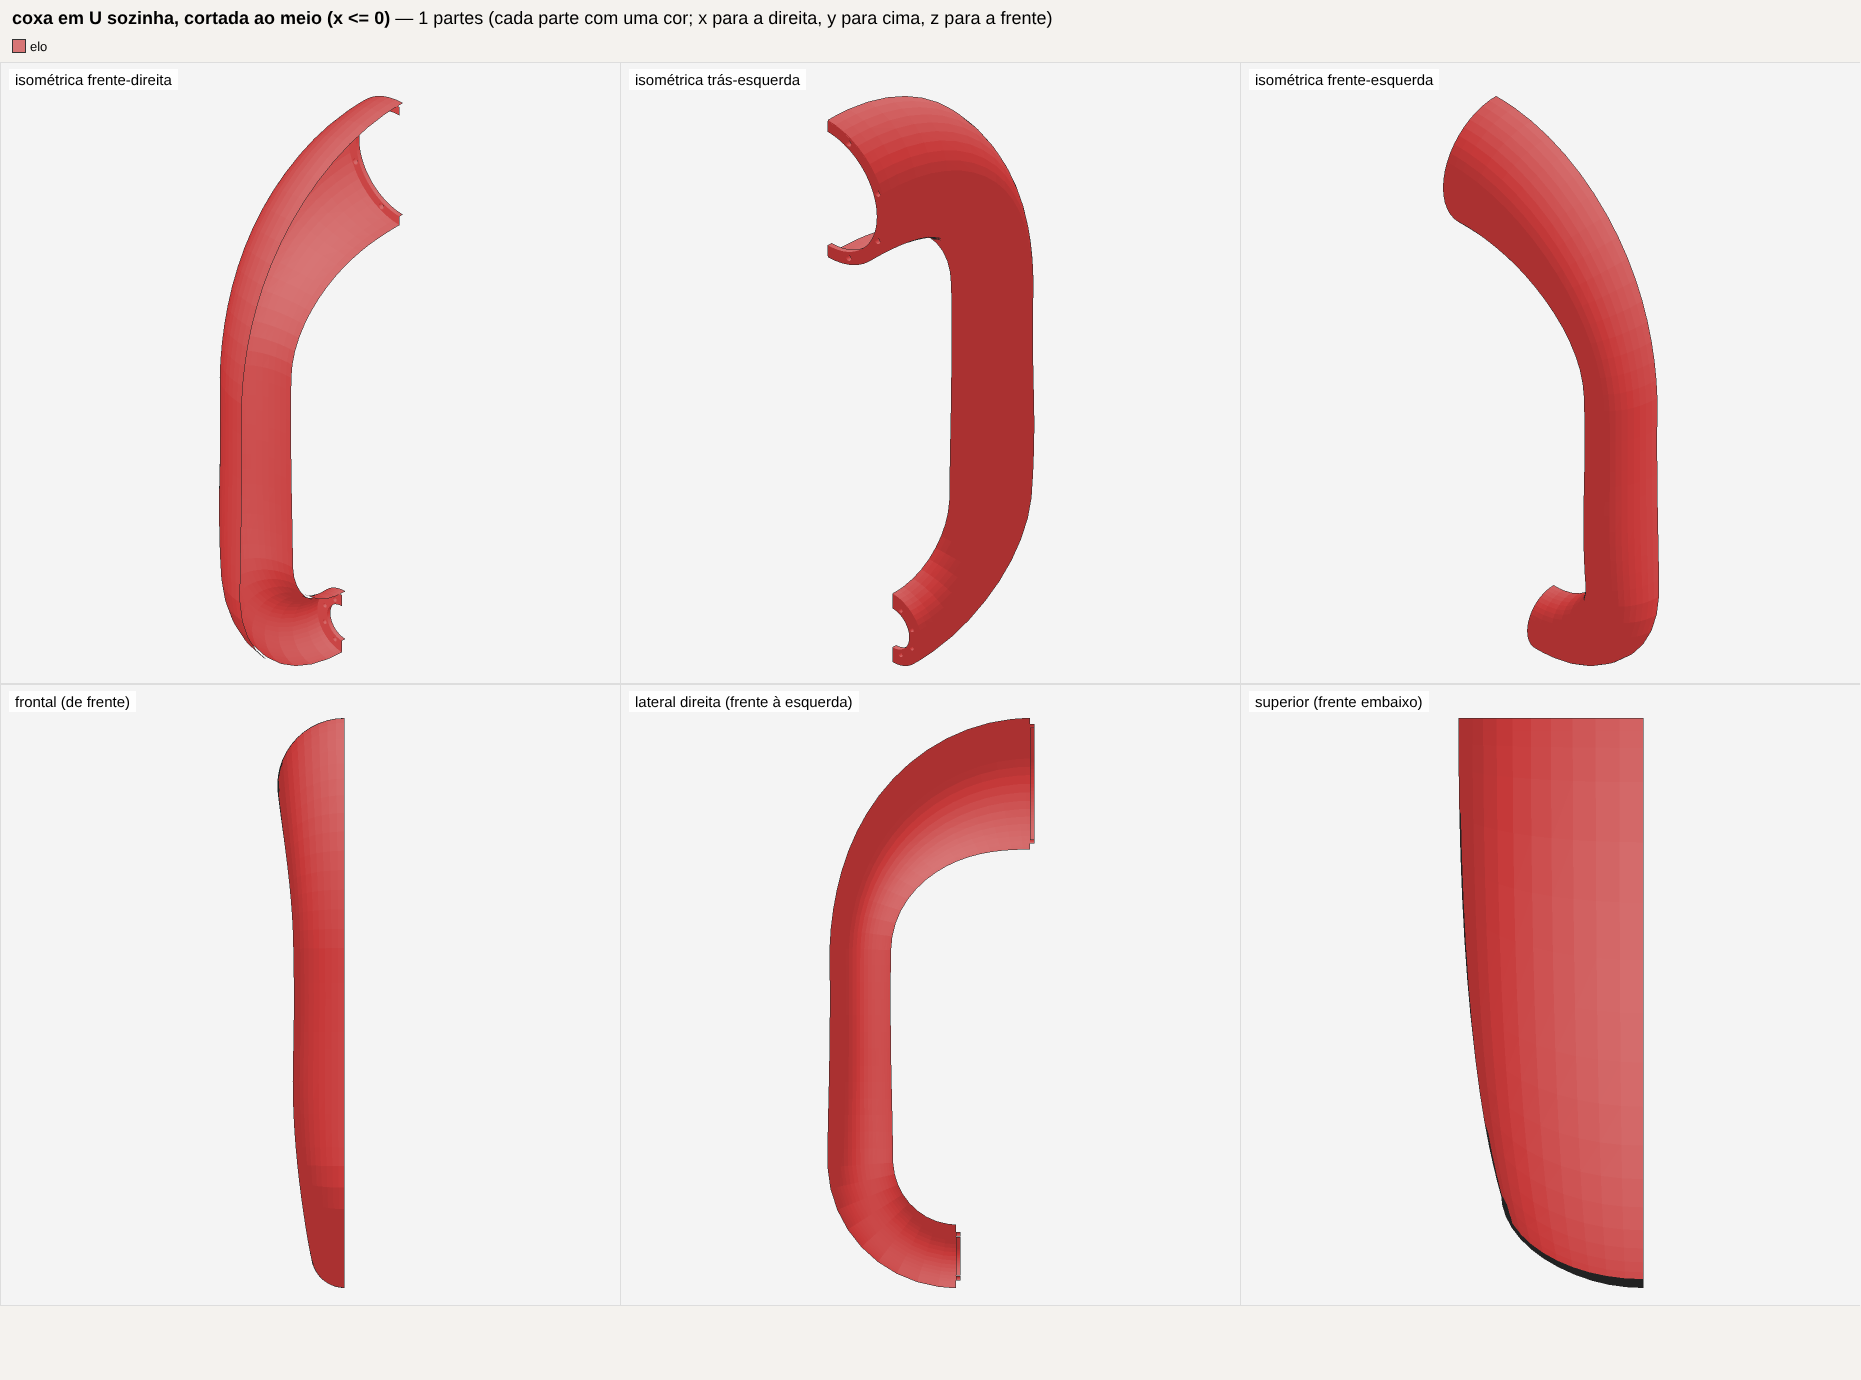 coxa em U sozinha, cortada ao meio (x <= 0) — 1 partes (cada parte com uma cor; x para a direita, y para cima, z para a frente)
elo
isométrica frente-direita
isométrica trás-esquerda
isométrica frente-esquerda
frontal (de frente)
lateral direita (frente à esquerda)
superior (frente embaixo)